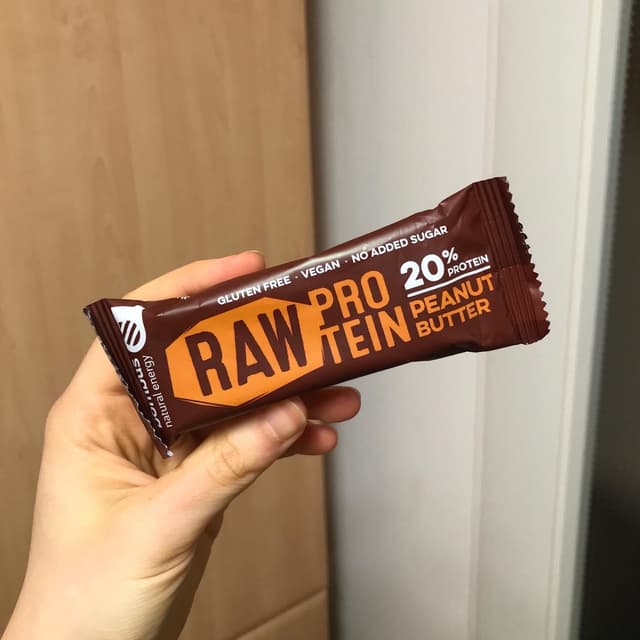 GLUTEN FREE · VEGAN · NO ADDED SUGAR
RAW PRO
TEIN
20% PROTEIN
PEANUT
BUTTER
natural energy